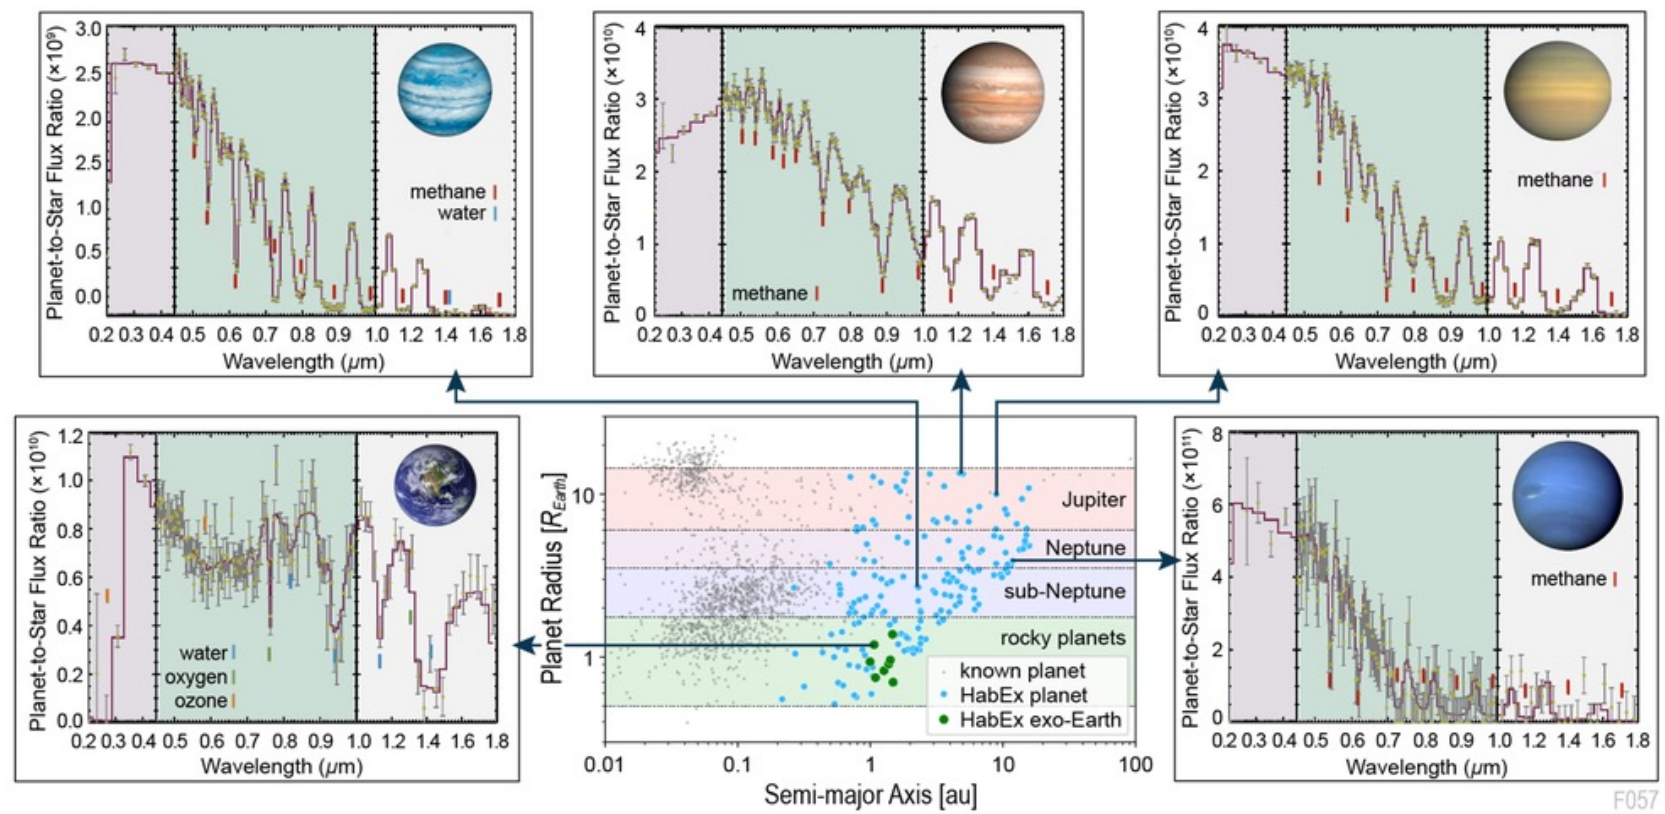 Planet-to-Star Flux Ratio (×10⁹)
3.0
2.5
2.0
2.5
1.0
0.5
0.0
methane
water
0.2 0.3 0.4 0.5 0.6 0.7 0.8 0.9 1.0 1.2 1.4 1.6 1.8
Wavelength (μm)
Planet-to-Star Flux Ratio (×10¹⁰)
4
3
2
1
0
methane
0.2 0.3 0.4 0.5 0.6 0.7 0.8 0.9 1.0 1.2 1.4 1.6 1.8
Wavelength (μm)
Planet-to-Star Flux Ratio (×10¹⁰)
4
3
2
1
0
methane
0.2 0.3 0.4 0.5 0.6 0.7 0.8 0.9 1.0 1.2 1.4 1.6 1.8
Wavelength (μm)
Planet-to-Star Flux Ratio (×10¹⁰)
1.2
1.0
0.8
0.6
0.4
0.2
0.0
water
oxygen
ozone
0.2 0.3 0.4 0.5 0.6 0.7 0.8 0.9 1.0 1.2 1.4 1.6 1.8
Wavelength (μm)
Planet Radius [R_Earth]
10
1
Jupiter
Neptune
sub-Neptune
rocky planets
known planet
HabEx planet
HabEx exo-Earth
0.01 0.1 1 10 100
Semi-major Axis [au]
Planet-to-Star Flux Ratio (×10¹¹)
8
6
4
2
0
methane
0.2 0.3 0.4 0.5 0.6 0.7 0.8 0.9 1.0 1.2 1.4 1.6 1.8
Wavelength (μm)
F057